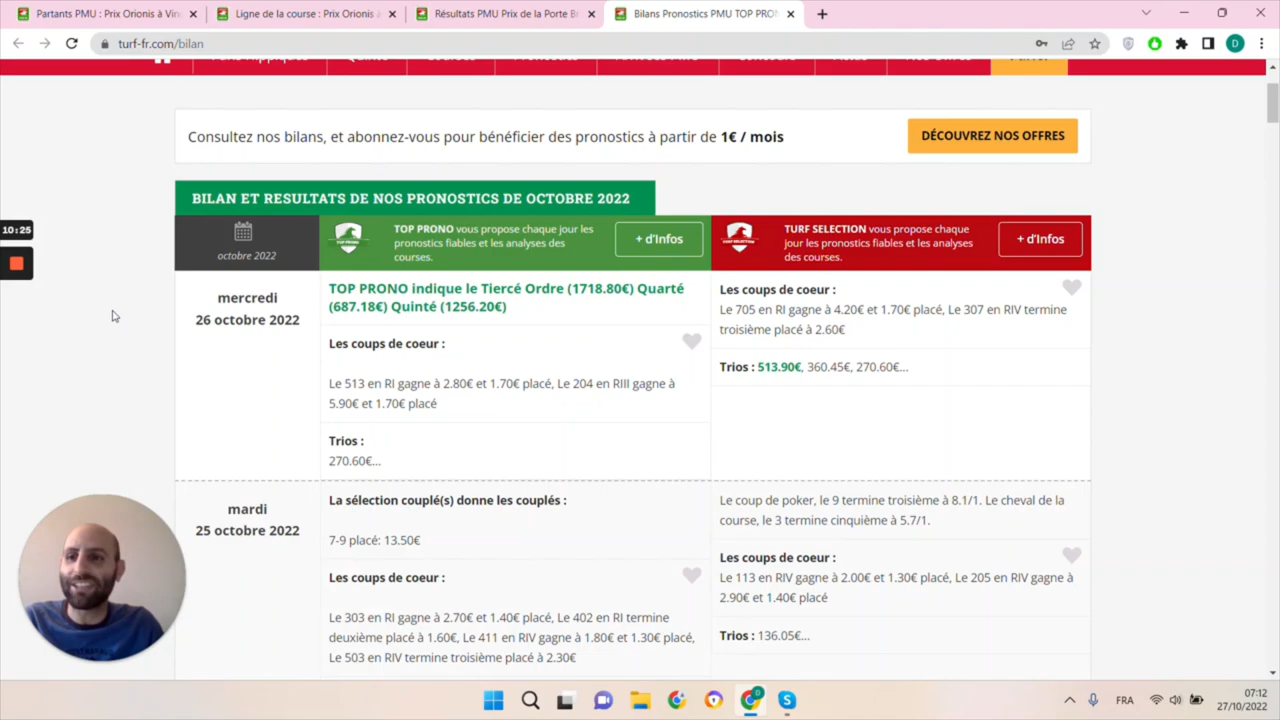 Partants PMU : Prix Orionis à Vin
Ligne de la course : Prix Orionis à
Résultats PMU Prix de la Porte B
Bilans Pronostics PMU TOP PRON
turf-fr.com/bilan
Consultez nos bilans, et abonnez-vous pour bénéficier des pronostics à partir de 1€ / mois
DÉCOUVREZ NOS OFFRES
BILAN ET RESULTATS DE NOS PRONOSTICS DE OCTOBRE 2022
10:25
octobre 2022
TOP PRONO
TOP PRONO vous propose chaque jour les
pronostics fiables et les analyses des
courses.
+ d'Infos
TURF SELECTION
TURF SELECTION vous propose chaque
jour les pronostics fiables et les analyses
des courses.
+ d'Infos
mercredi
26 octobre 2022
TOP PRONO indique le Tiercé Ordre (1718.80€) Quarté
(687.18€) Quinté (1256.20€)
Les coups de coeur :
Le 513 en RI gagne à 2.80€ et 1.70€ placé, Le 204 en RIII gagne à
5.90€ et 1.70€ placé
Trios :
270.60€...
Les coups de coeur :
Le 705 en RI gagne à 4.20€ et 1.70€ placé, Le 307 en RIV termine
troisième placé à 2.60€
Trios : 513.90€, 360.45€, 270.60€...
mardi
25 octobre 2022
La sélection couplé(s) donne les couplés :
7-9 placé: 13.50€
Les coups de coeur :
Le 303 en RI gagne à 2.70€ et 1.40€ placé, Le 402 en RI termine
deuxième placé à 1.60€, Le 411 en RIV gagne à 1.80€ et 1.30€ placé,
Le 503 en RIV termine troisième placé à 2.30€
Le coup de poker, le 9 termine troisième à 8.1/1. Le cheval de la
course, le 3 termine cinquième à 5.7/1.
Les coups de coeur :
Le 113 en RIV gagne à 2.00€ et 1.30€ placé, Le 205 en RIV gagne à
2.90€ et 1.40€ placé
Trios : 136.05€...
D
FRA
07:12
27/10/2022